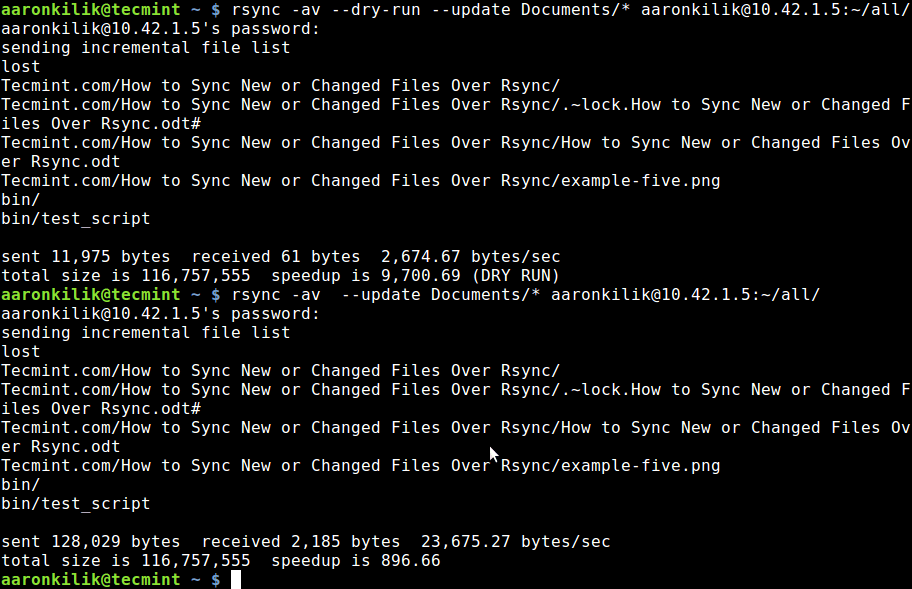 aaronkilik@tecmint ~ $ rsync -av --dry-run --update Documents/* aaronkilik@10.42.1.5:~/all/
aaronkilik@10.42.1.5's password:
sending incremental file list
lost
Tecmint.com/How to Sync New or Changed Files Over Rsync/
Tecmint.com/How to Sync New or Changed Files Over Rsync/.~lock.How to Sync New or Changed F
iles Over Rsync.odt#
Tecmint.com/How to Sync New or Changed Files Over Rsync/How to Sync New or Changed Files Ov
er Rsync.odt
Tecmint.com/How to Sync New or Changed Files Over Rsync/example-five.png
bin/
bin/test_script

sent 11,975 bytes  received 61 bytes  2,674.67 bytes/sec
total size is 116,757,555  speedup is 9,700.69 (DRY RUN)
aaronkilik@tecmint ~ $ rsync -av  --update Documents/* aaronkilik@10.42.1.5:~/all/
aaronkilik@10.42.1.5's password:
sending incremental file list
lost
Tecmint.com/How to Sync New or Changed Files Over Rsync/
Tecmint.com/How to Sync New or Changed Files Over Rsync/.~lock.How to Sync New or Changed F
iles Over Rsync.odt#
Tecmint.com/How to Sync New or Changed Files Over Rsync/How to Sync New or Changed Files Ov
er Rsync.odt
Tecmint.com/How to Sync New or Changed Files Over Rsync/example-five.png
bin/
bin/test_script

sent 128,029 bytes  received 2,185 bytes  23,675.27 bytes/sec
total size is 116,757,555  speedup is 896.66
aaronkilik@tecmint ~ $